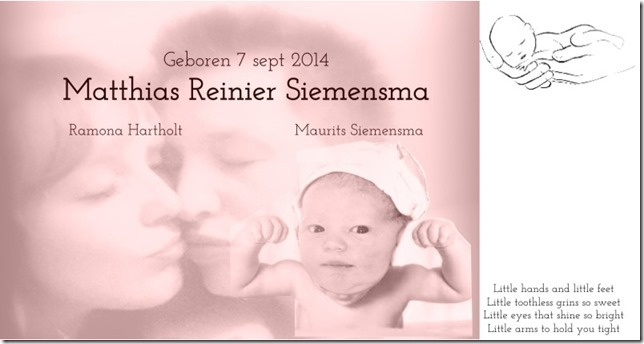 Geboren 7 sept 2014
Matthias Reinier Siemensma
Ramona Hartholt
Maurits Siemensma
Little hands and little feet
Little toothless grins so sweet
Little eyes that shine so bright
Little arms to hold you tight